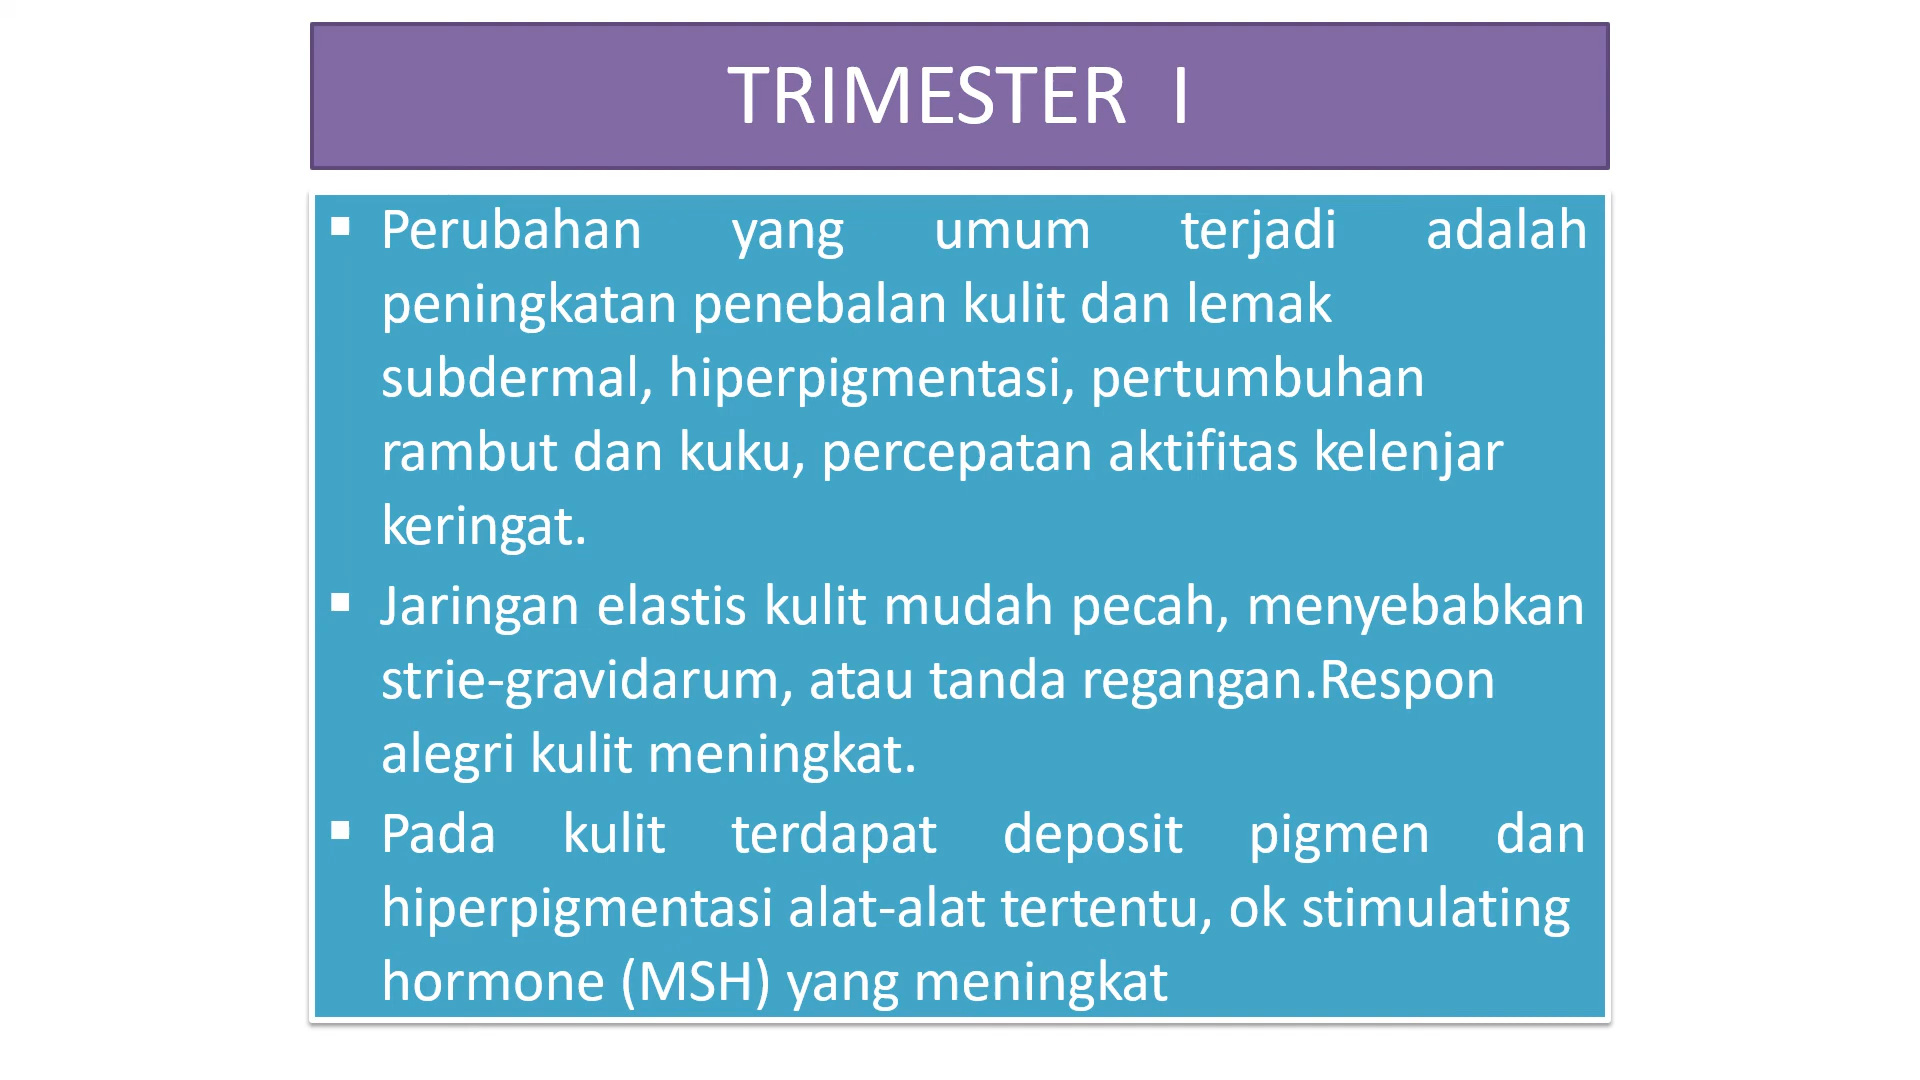 TRIMESTER I
Perubahan yang umum terjadi adalah
peningkatan penebalan kulit dan lemak
subdermal, hiperpigmentasi, pertumbuhan
rambut dan kuku, percepatan aktifitas kelenjar
keringat.
Jaringan elastis kulit mudah pecah, menyebabkan
strie-gravidarum, atau tanda regangan.Respon
alegri kulit meningkat.
Pada kulit terdapat deposit pigmen dan
hiperpigmentasi alat-alat tertentu, ok stimulating
hormone (MSH) yang meningkat